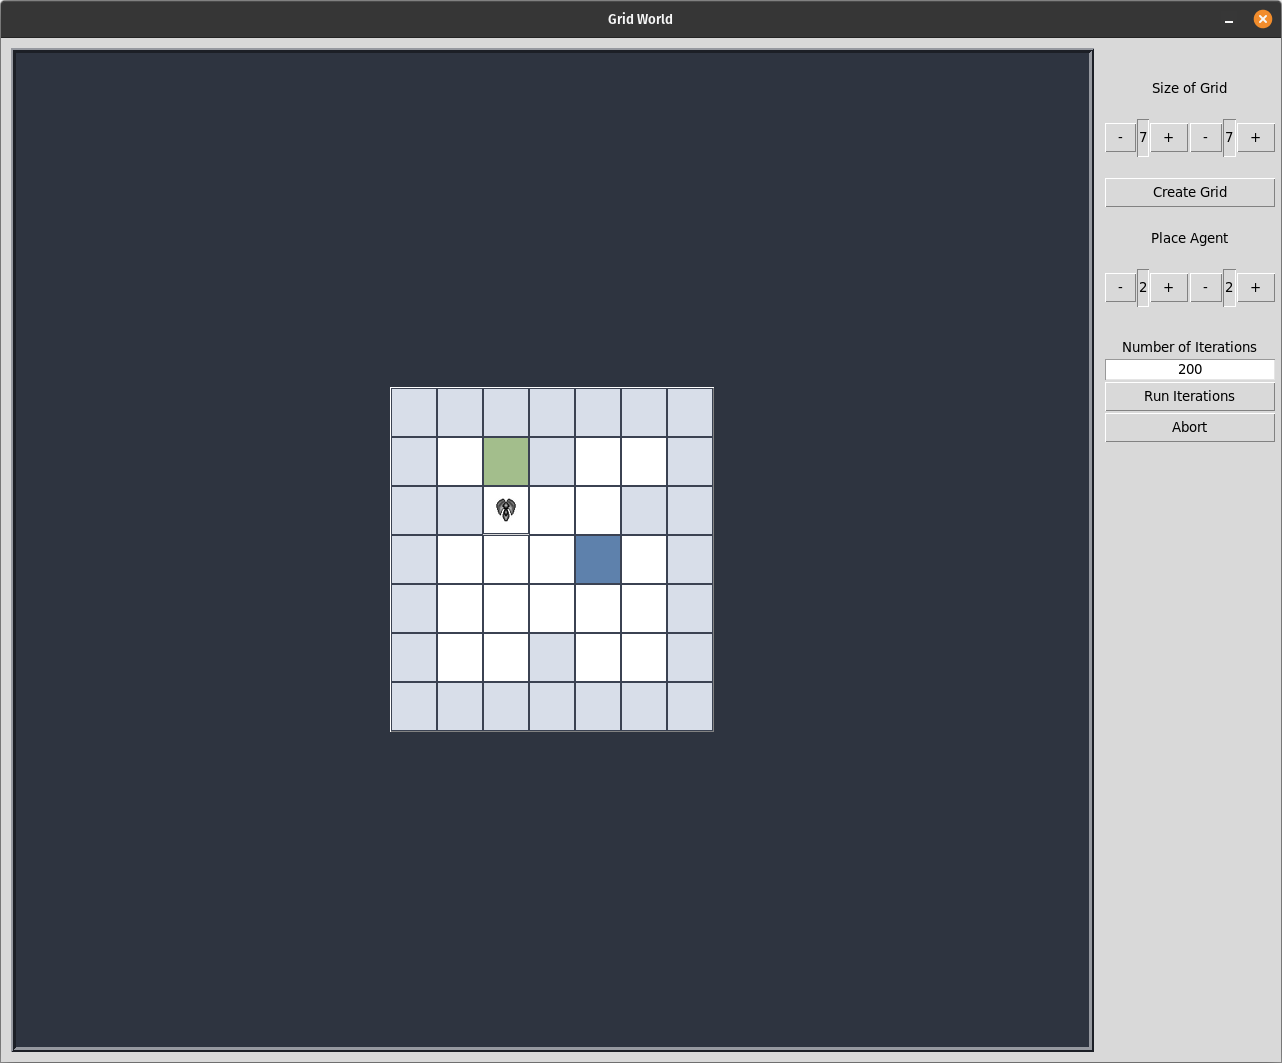 Grid World
Size of Grid
- 7 + - 7 +
Create Grid
Place Agent
- 2 + - 2 +
Number of Iterations
200
Run Iterations
Abort